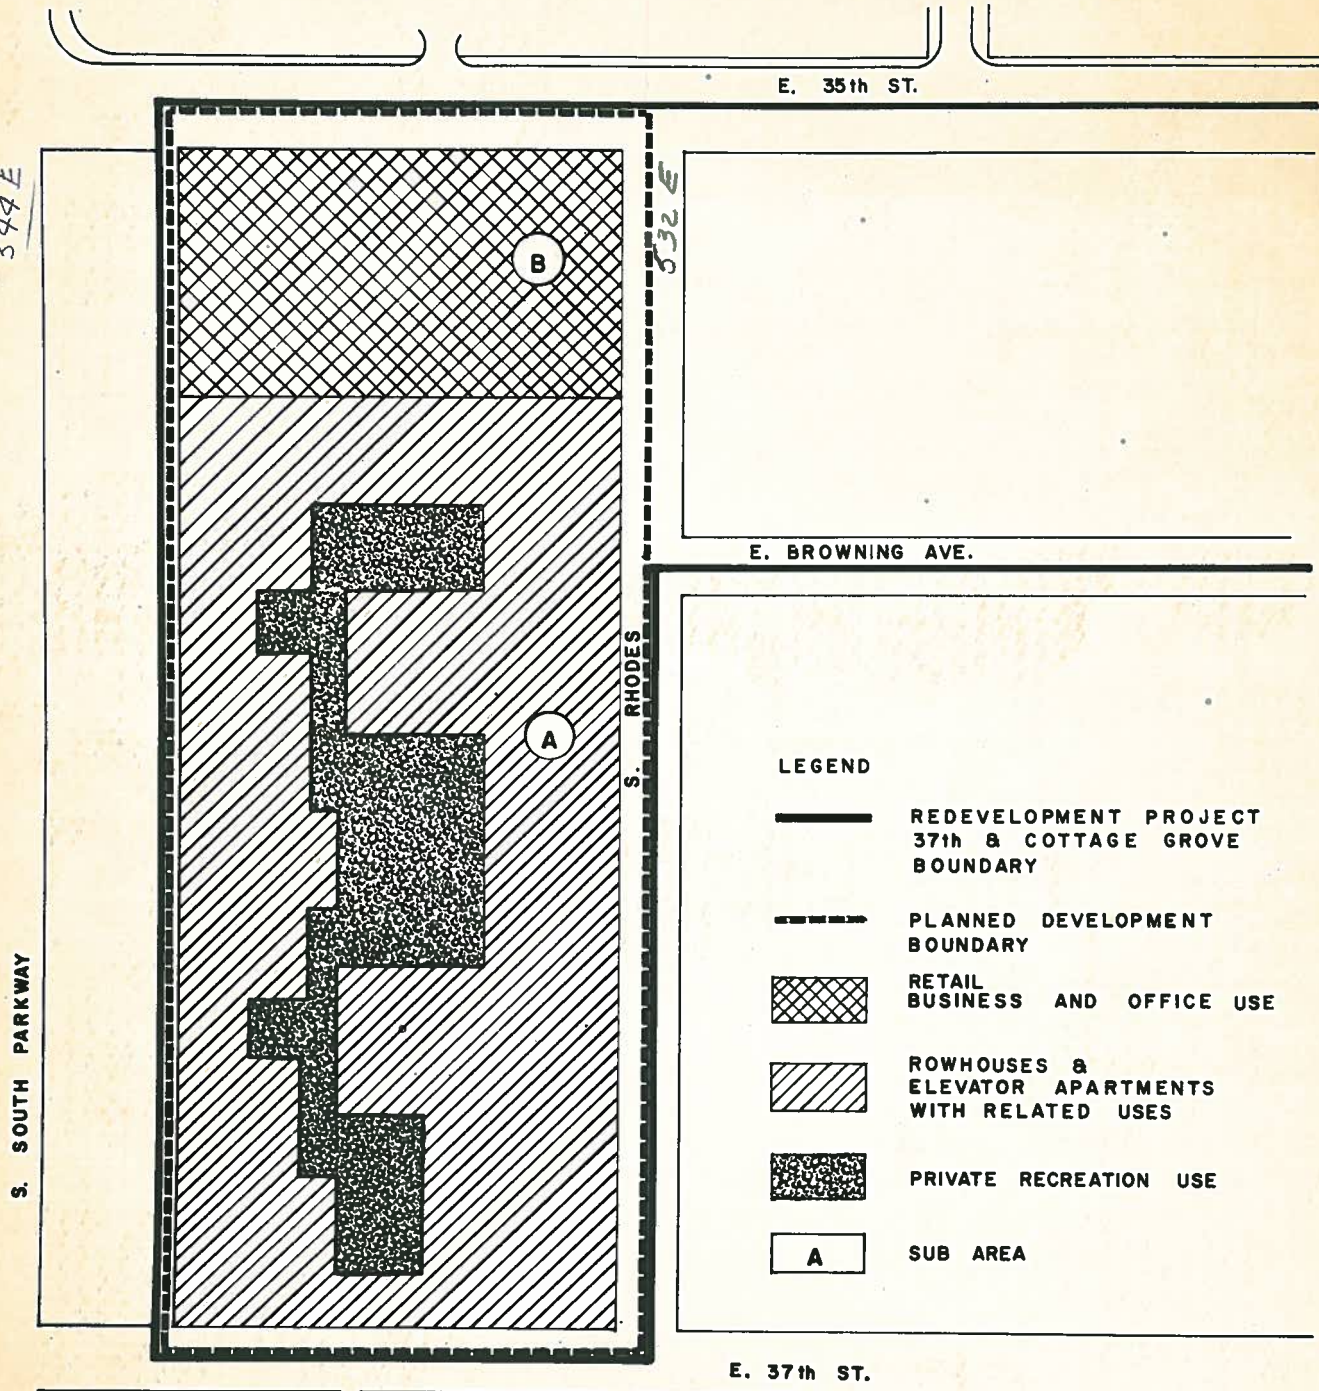 E. 35th ST.
344 E
532 E
B
E. BROWNING AVE.
S. RHODES
A
S. SOUTH PARKWAY
LEGEND
REDEVELOPMENT PROJECT
37th & COTTAGE GROVE
BOUNDARY
PLANNED DEVELOPMENT
BOUNDARY
RETAIL
BUSINESS AND OFFICE USE
ROWHOUSES &
ELEVATOR APARTMENTS
WITH RELATED USES
PRIVATE RECREATION USE
A
SUB AREA
E. 37th ST.